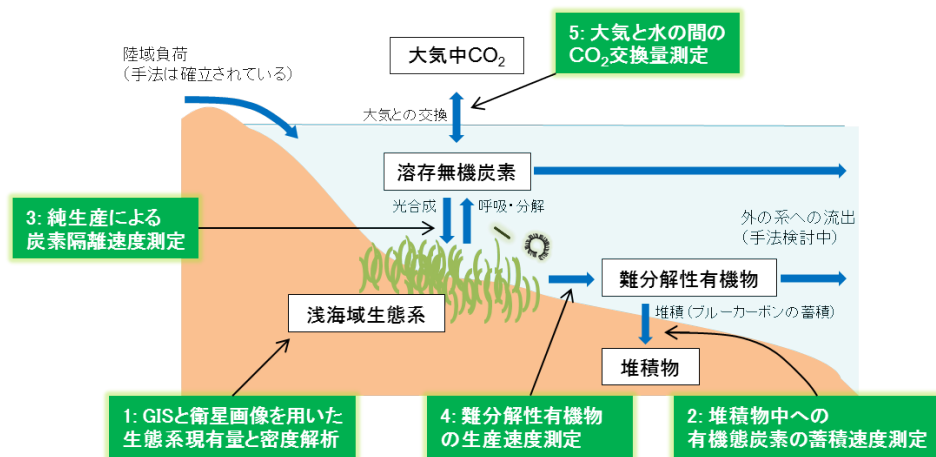 5: 大気と水の間の
CO₂交換量測定
陸域負荷
（手法は確立されている）
大気中CO₂
大気との交換
溶存無機炭素
3: 純生産による
炭素隔離速度測定
光合成
呼吸・分解
外の系への流出
（手法検討中）
難分解性有機物
浅海域生態系
堆積（ブルーカーボンの蓄積）
堆積物
1: GISと衛星画像を用いた
生態系現有量と密度解析
4: 難分解性有機物
の生産速度測定
2: 堆積物中への
有機態炭素の蓄積速度測定